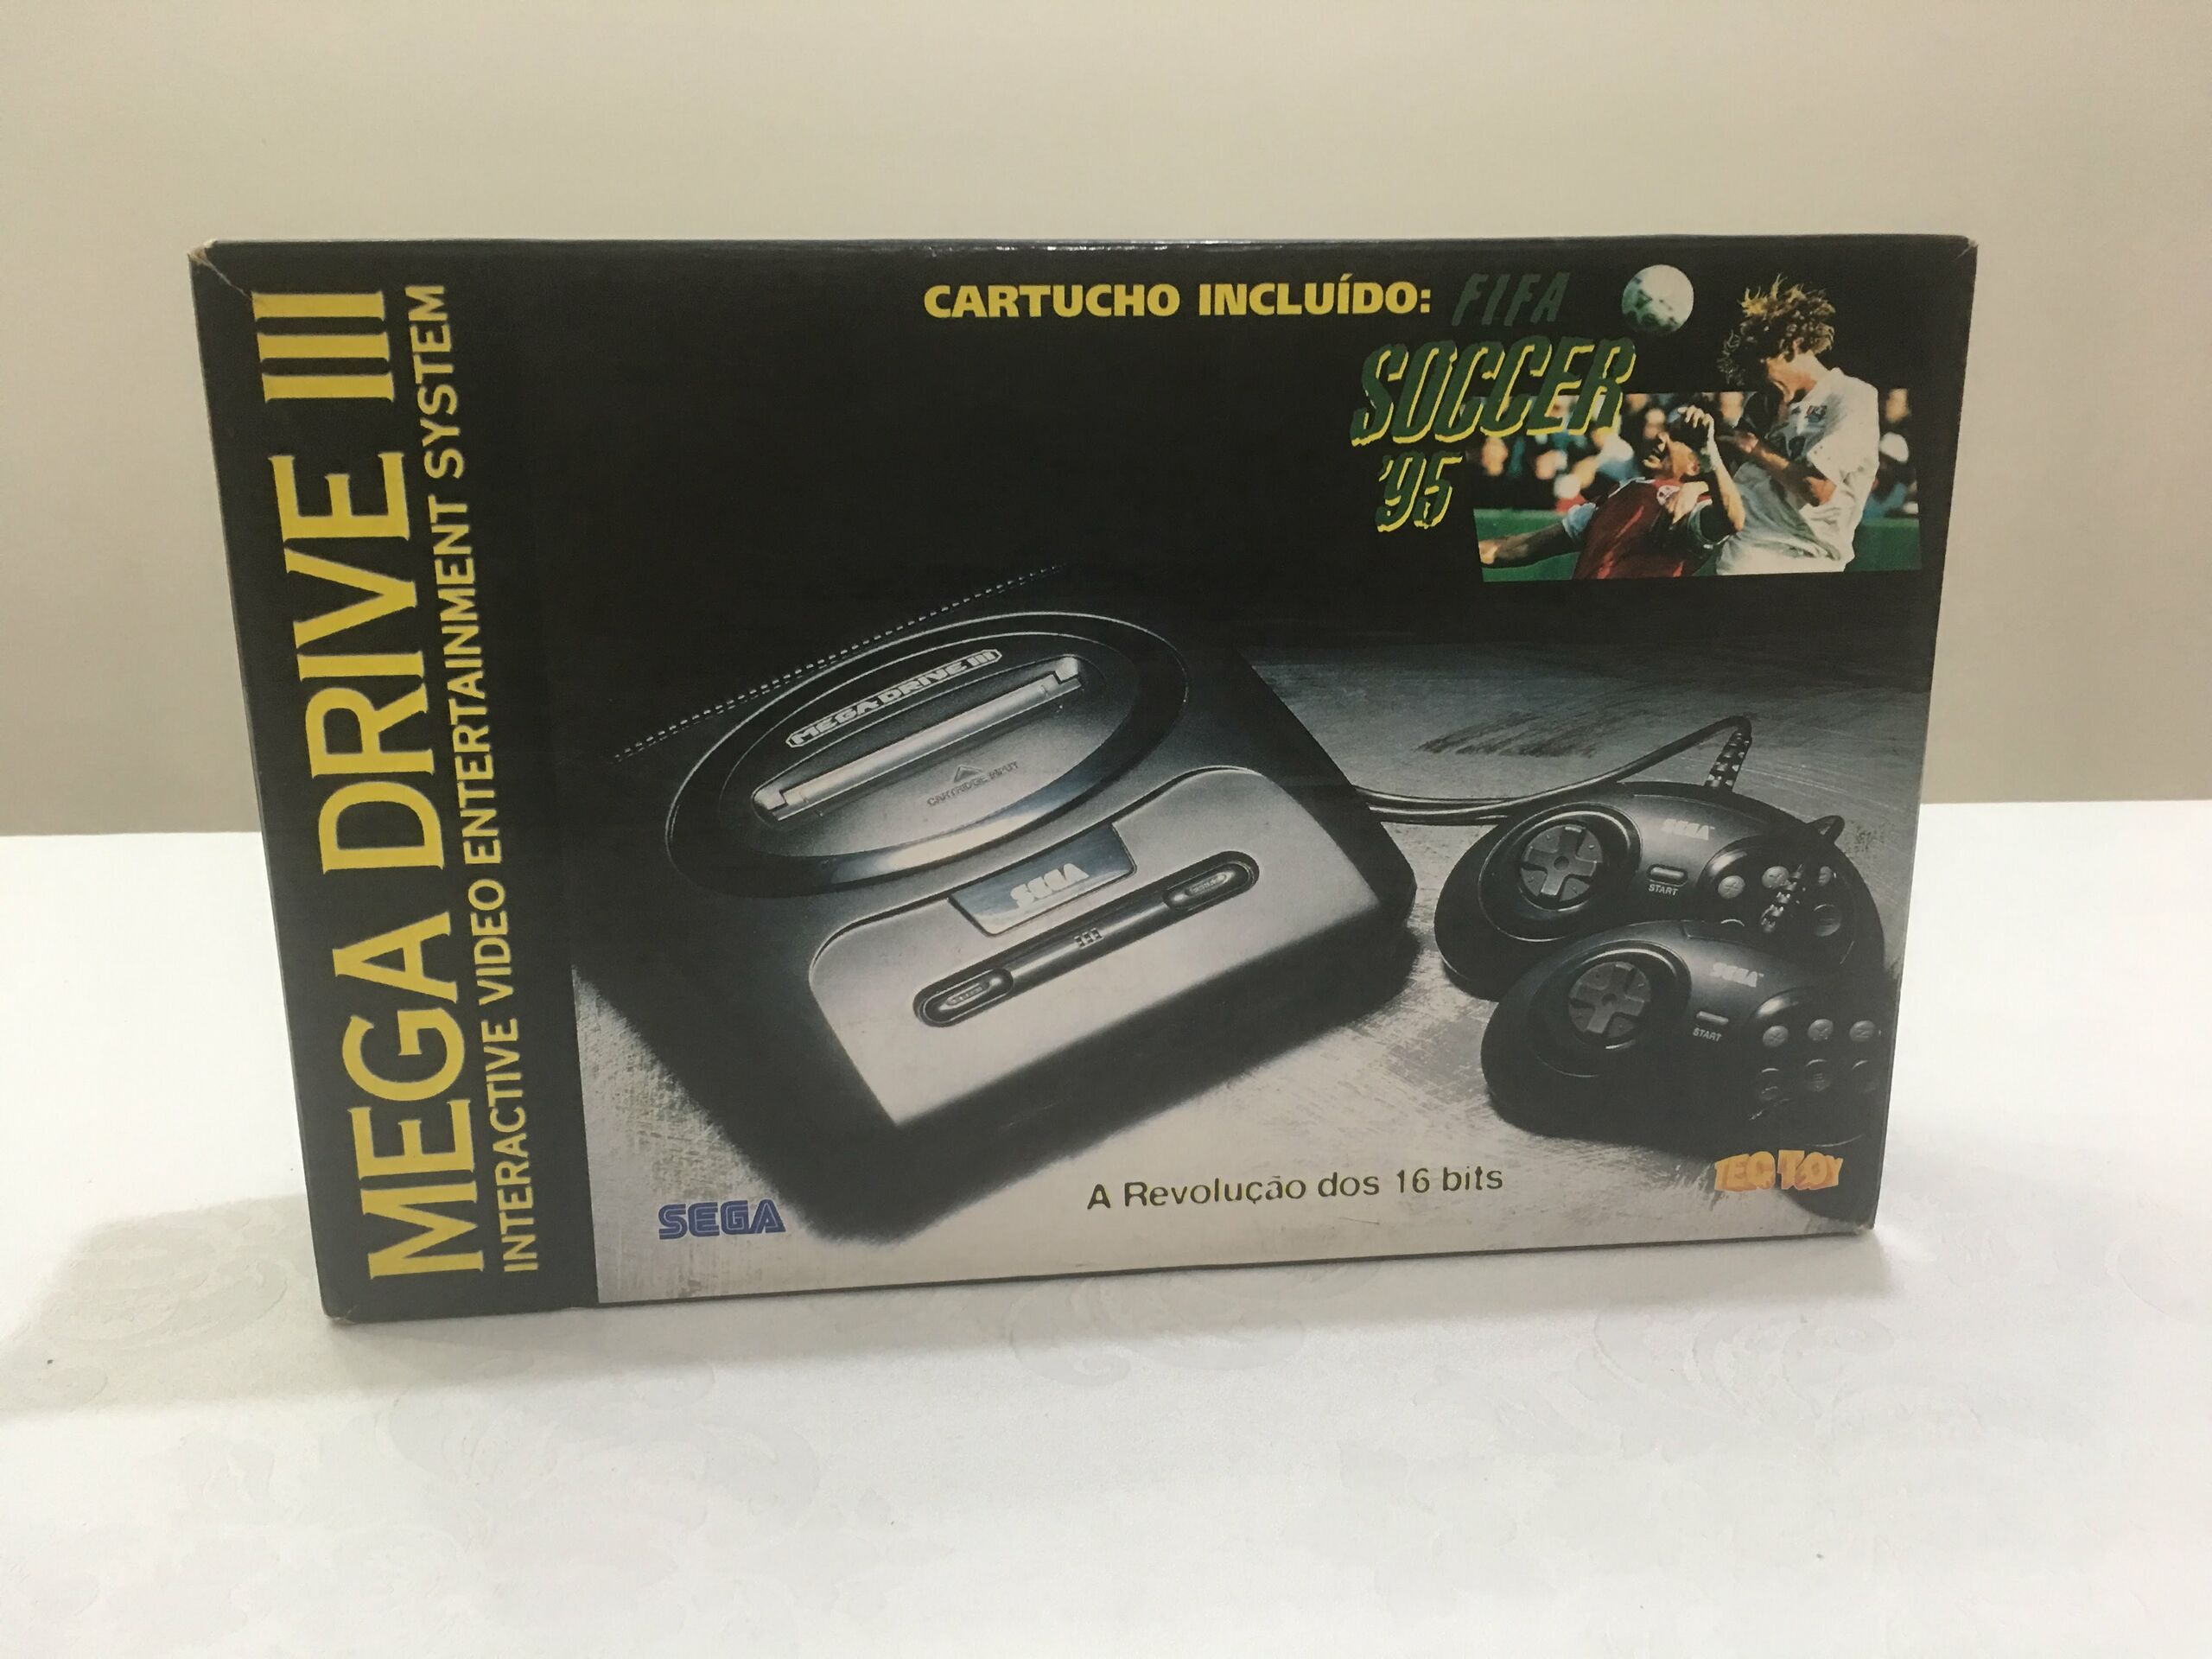 MEGA DRIVE III
INTERACTIVE VIDEO ENTERTAINMENT SYSTEM
CARTUCHO INCLUÍDO: FIFA
SOCCER
'95
MEGA DRIVE III
CARTRIDGE INPUT
SEGA
SEGA
START
SEGA
START
A Revolução dos 16 bits
TEC TOY
SEGA